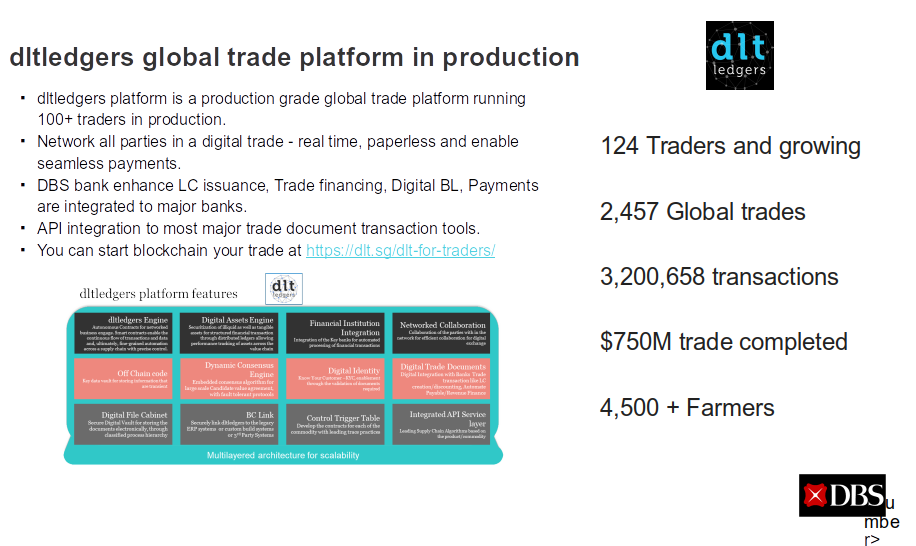 dltledgers global trade platform in production
dlt
ledgers
▪ dltledgers platform is a production grade global trade platform running
100+ traders in production.
▪ Network all parties in a digital trade - real time, paperless and enable
seamless payments.
▪ DBS bank enhance LC issuance, Trade financing, Digital BL, Payments
are integrated to major banks.
▪ API integration to most major trade document transaction tools.
▪ You can start blockchain your trade at https://dlt.sg/dlt-for-traders/
124 Traders and growing
2,457 Global trades
3,200,658 transactions
$750M trade completed
4,500 + Farmers
dltledgers platform features
dlt
ledgers
dltledgers Engine
Autonomous Contracts for networked
business engage. Smart contracts enable the
continuous flow of transactions and data
and, ultimately, fine-grained automation
across a supply chain with precise control.
Digital Assets Engine
Securitization of illiquid as well as tangible
assets for structured financial transaction
through distributed ledgers allowing
performance tracking of assets across the
value chain
Financial Institution
Integration
Integration of the Key banks for automated
processing of financial transactions
Networked Collaboration
Collaboration of the parties with in the
network for efficient collaboration for digital
exchange
Off Chain code
Key data vault for storing information that
are translient
Dynamic Consensus
Engine
Embedded consensus algorithm for
large scale Candidate value agreement,
with fault tolerant protocols
Digital Identity
Know Your Customer - KYC, enablement
through the validation of documents
required
Digital Trade Documents
Digital integration with Banks Trade
transaction like LC
creation/discounting, Automate
Payable/Revenue Finance
Digital File Cabinet
Secure Digital Vault for storing the
documents electronically, through
classified process hierarchy
BC Link
Securely link dltledgers to the legacy
ERP systems or custom build systems
or 3rd Party Systems
Control Trigger Table
Develop the contracts for each of the
commodity with leading trace practices
Integrated API Service
layer
Leading Supply Chain Algorithms based on
the product/commodity
Multilayered architecture for scalability
DBS
u
mbe
r>